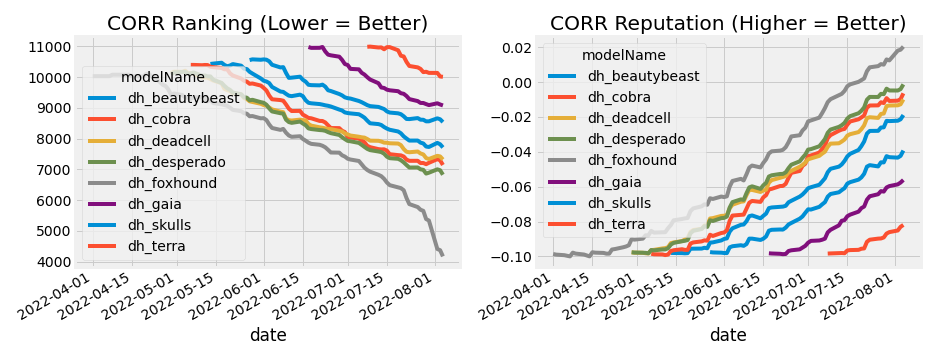 CORR Ranking (Lower = Better)
11000
10000
9000
8000
7000
6000
5000
4000
modelName
dh_beautybeast
dh_cobra
dh_deadcell
dh_desperado
dh_foxhound
dh_gaia
dh_skulls
dh_terra
2022-04-01
2022-04-15
2022-05-01
2022-05-15
2022-06-01
2022-06-15
2022-07-01
2022-07-15
2022-08-01
date
CORR Reputation (Higher = Better)
0.02
0.00
−0.02
−0.04
−0.06
−0.08
−0.10
modelName
dh_beautybeast
dh_cobra
dh_deadcell
dh_desperado
dh_foxhound
dh_gaia
dh_skulls
dh_terra
2022-04-01
2022-04-15
2022-05-01
2022-05-15
2022-06-01
2022-06-15
2022-07-01
2022-07-15
2022-08-01
date